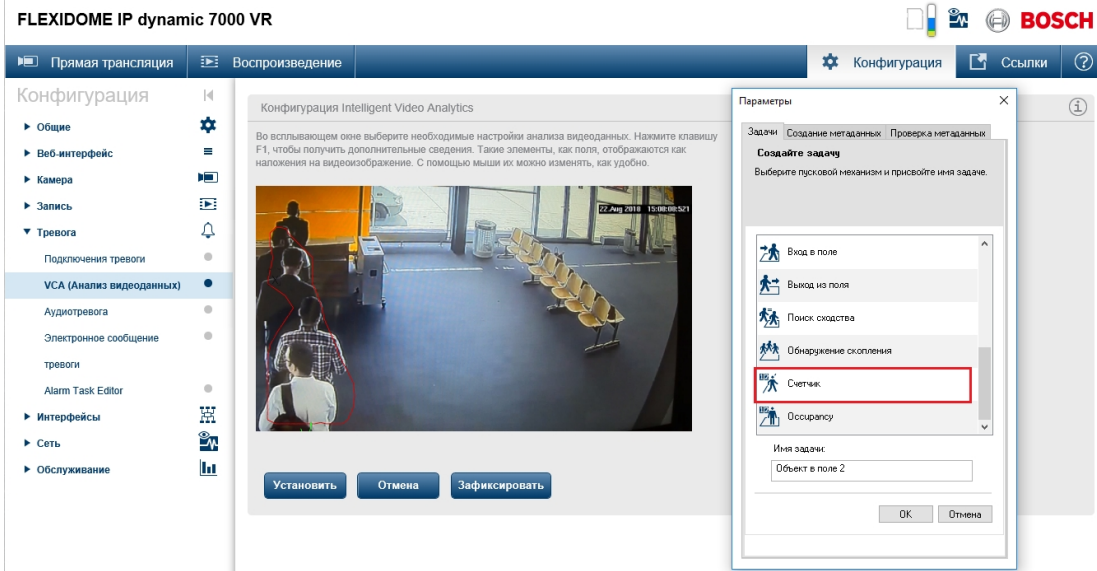 FLEXIDOME IP dynamic 7000 VR
BOSCH
Прямая трансляция
Воспроизведение
Конфигурация
Ссылки
Конфигурация
Общие
Веб-интерфейс
Камера
Запись
Тревога
Подключения тревоги
VCA (Анализ видеоданных)
Аудиотревога
Электронное сообщение
тревоги
Alarm Task Editor
Интерфейсы
Сеть
Обслуживание
Конфигурация Intelligent Video Analytics
Во всплывающем окне выберите необходимые настройки анализа видеоданных. Нажмите клавишу
F1, чтобы получить дополнительные сведения. Такие элементы, как поля, отображаются как
наложения на видеоизображение. С помощью мыши их можно изменять, как удобно.
22.Aug 2018 15:08:08:521
Установить
Отмена
Зафиксировать
Параметры
Задачи
Создание метаданных
Проверка метаданных
Создайте задачу
Выберите пусковой механизм и присвойте имя задаче.
Вход в поле
Выход из поля
Поиск сходства
Обнаружение скопления
Счетчик
Occupancy
Имя задачи:
Объект в поле 2
ОК
Отмена